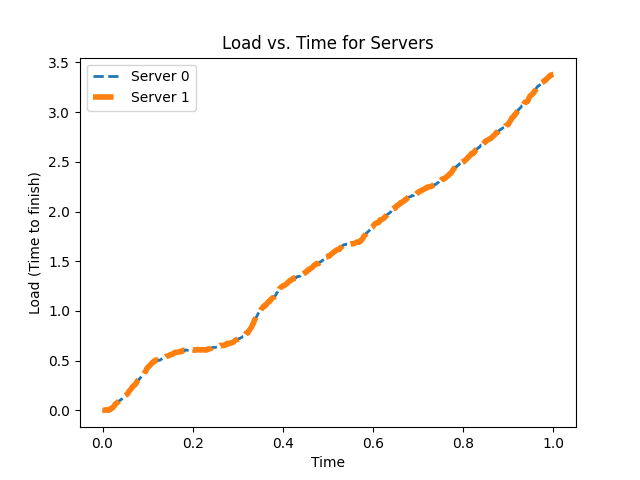 Load vs. Time for Servers
Server 0
Server 1
Load (Time to finish)
3.5
3.0
2.5
2.0
1.5
1.0
0.5
0.0
0.0 0.2 0.4 0.6 0.8 1.0
Time